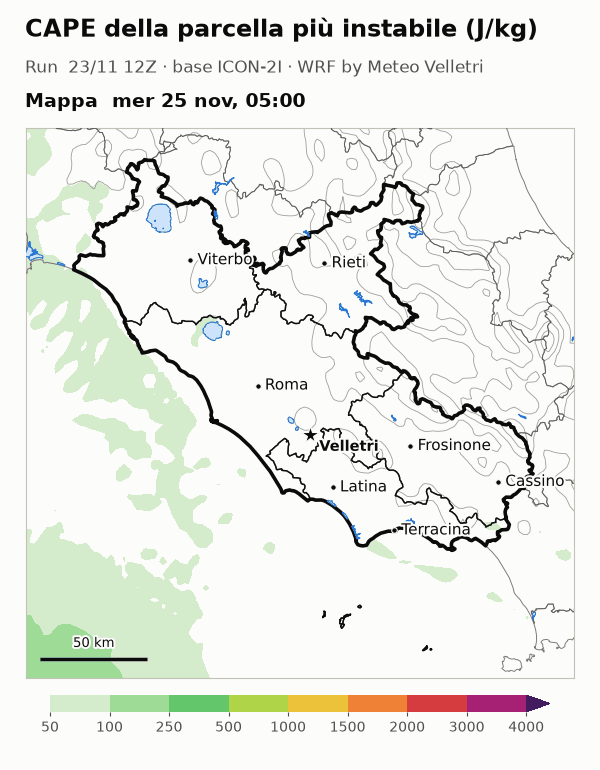 CAPE della parcella più instabile (J/kg)
Run 23/11 12Z · base ICON-2I · WRF by Meteo Velletri
Mappa mer 25 nov, 05:00
Viterbo
Rieti
Roma
Velletri
Frosinone
Cassino
Latina
Terracina
50 km
50 100 250 500 1000 1500 2000 3000 4000